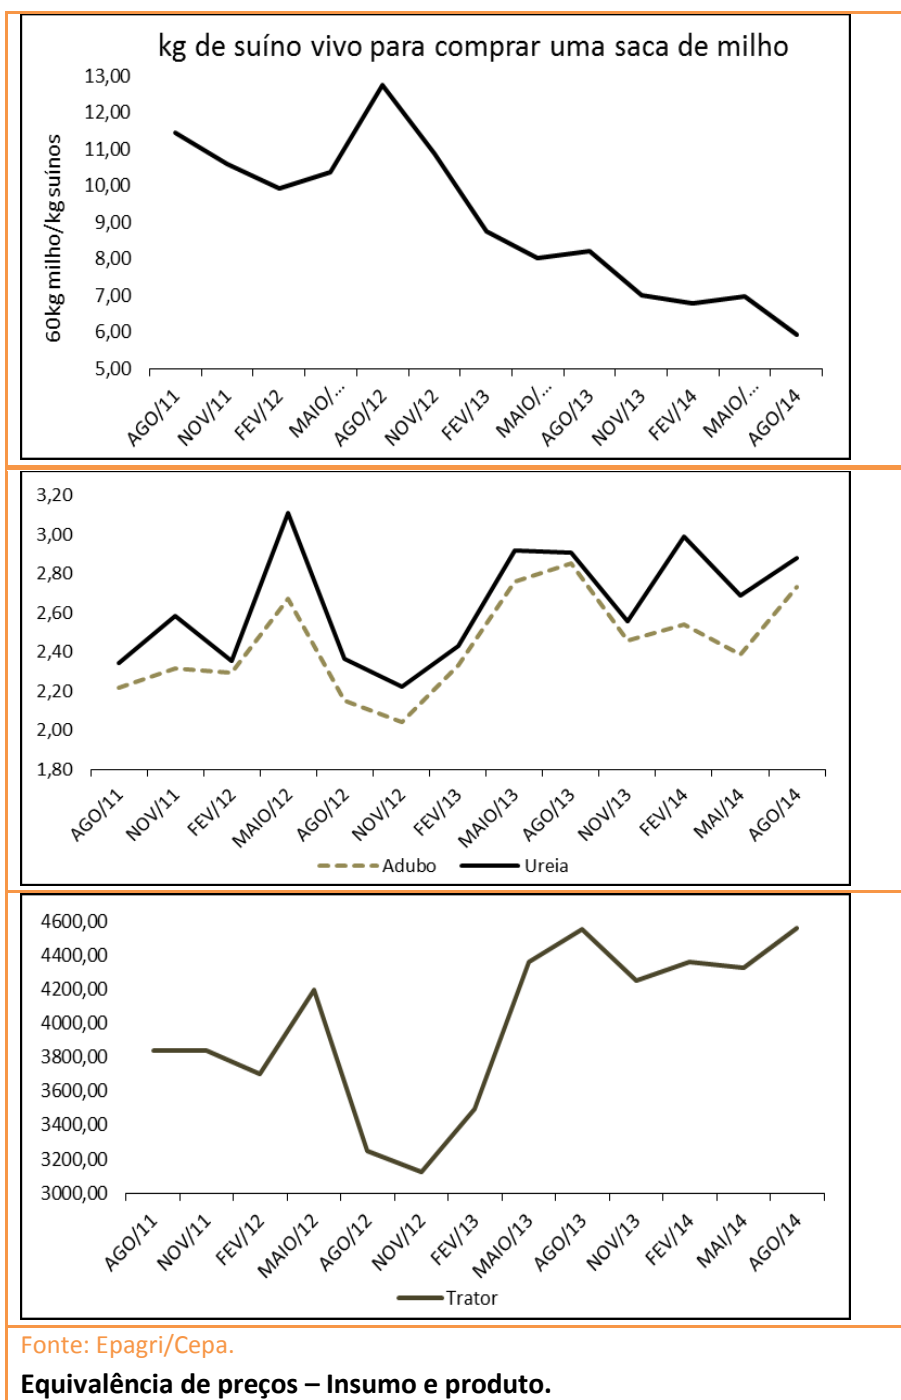 kg de suíno vivo para comprar uma saca de milho
60kg milho/kg suínos
13,00
12,00
11,00
10,00
9,00
8,00
7,00
6,00
5,00
AGO/11
NOV/11
FEV/12
MAIO/...
AGO/12
NOV/12
FEV/13
MAIO/...
AGO/13
NOV/13
FEV/14
MAIO/...
AGO/14
3,20
3,00
2,80
2,60
2,40
2,20
2,00
1,80
AGO/11
NOV/11
FEV/12
MAIO/12
AGO/12
NOV/12
FEV/13
MAIO/13
AGO/13
NOV/13
FEV/14
MAI/14
AGO/14
Adubo Ureia
4600,00
4400,00
4200,00
4000,00
3800,00
3600,00
3400,00
3200,00
3000,00
AGO/11
NOV/11
FEV/12
MAIO/12
AGO/12
NOV/12
FEV/13
MAIO/13
AGO/13
NOV/13
FEV/14
MAI/14
AGO/14
Trator
Fonte: Epagri/Cepa.
Equivalência de preços – Insumo e produto.